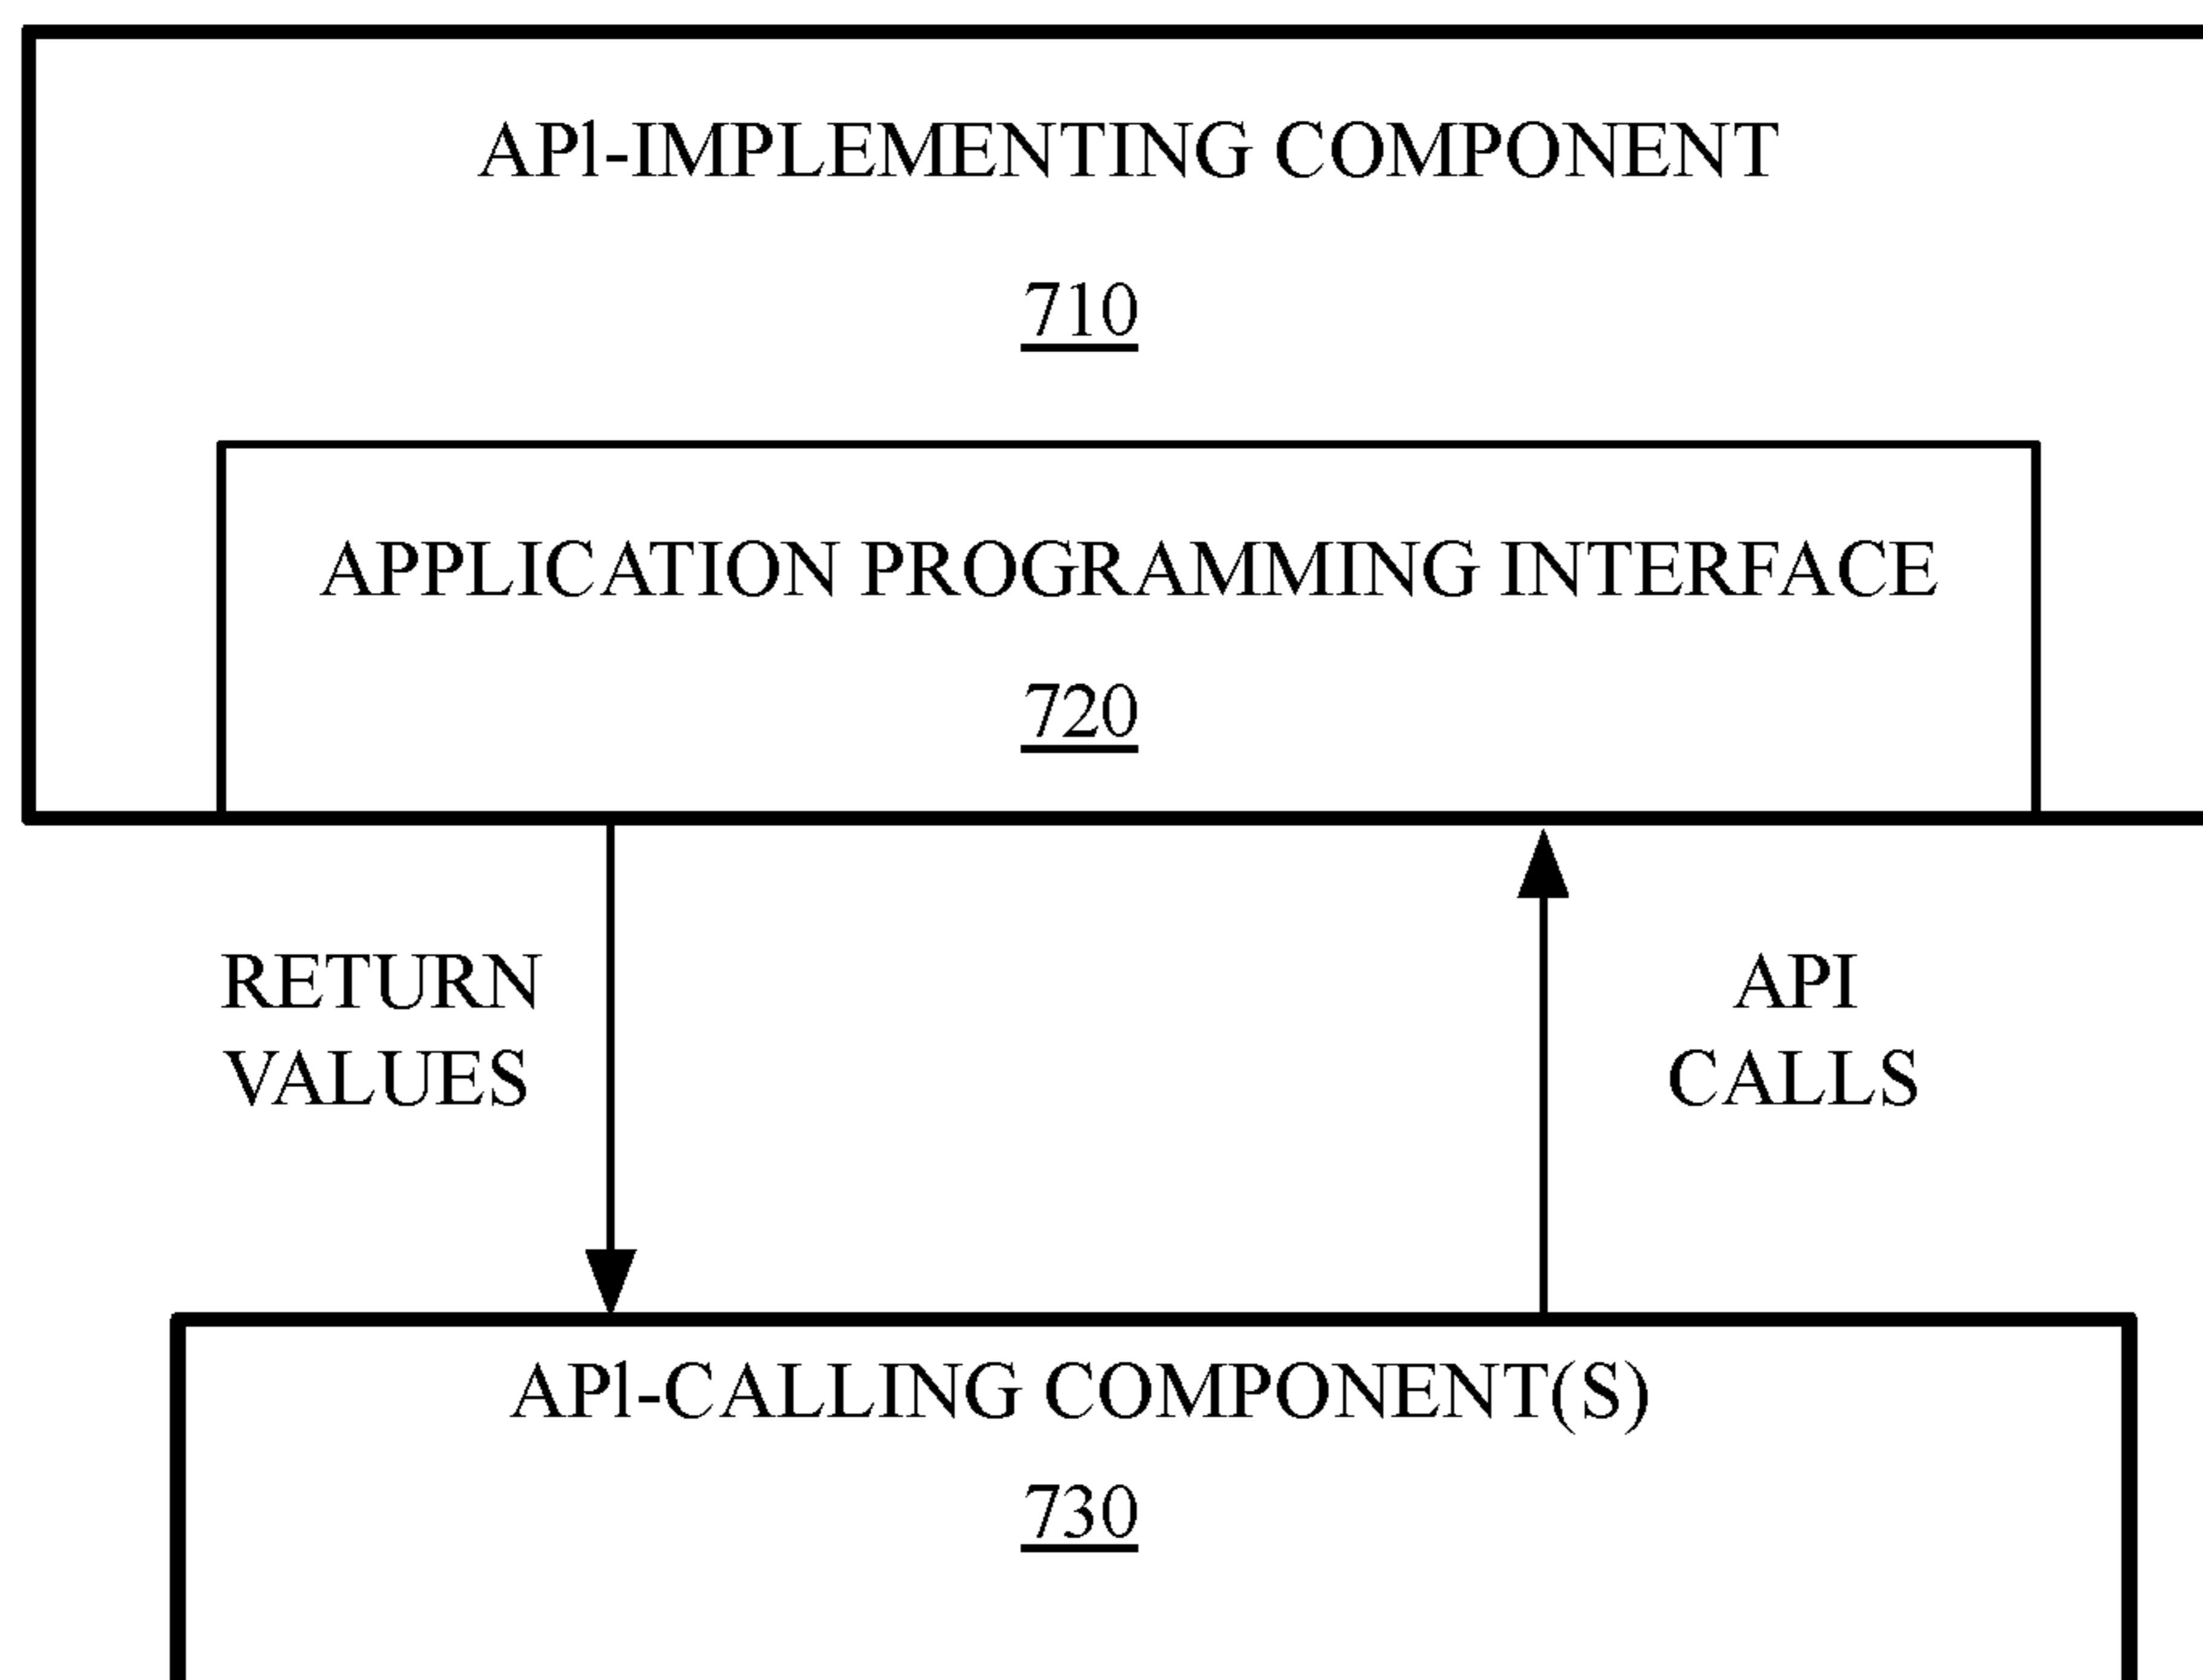 APl-IMPLEMENTING COMPONENT
710
APPLICATION PROGRAMMING INTERFACE
720
RETURN
VALUES
API
CALLS
APl-CALLING COMPONENT(S)
730